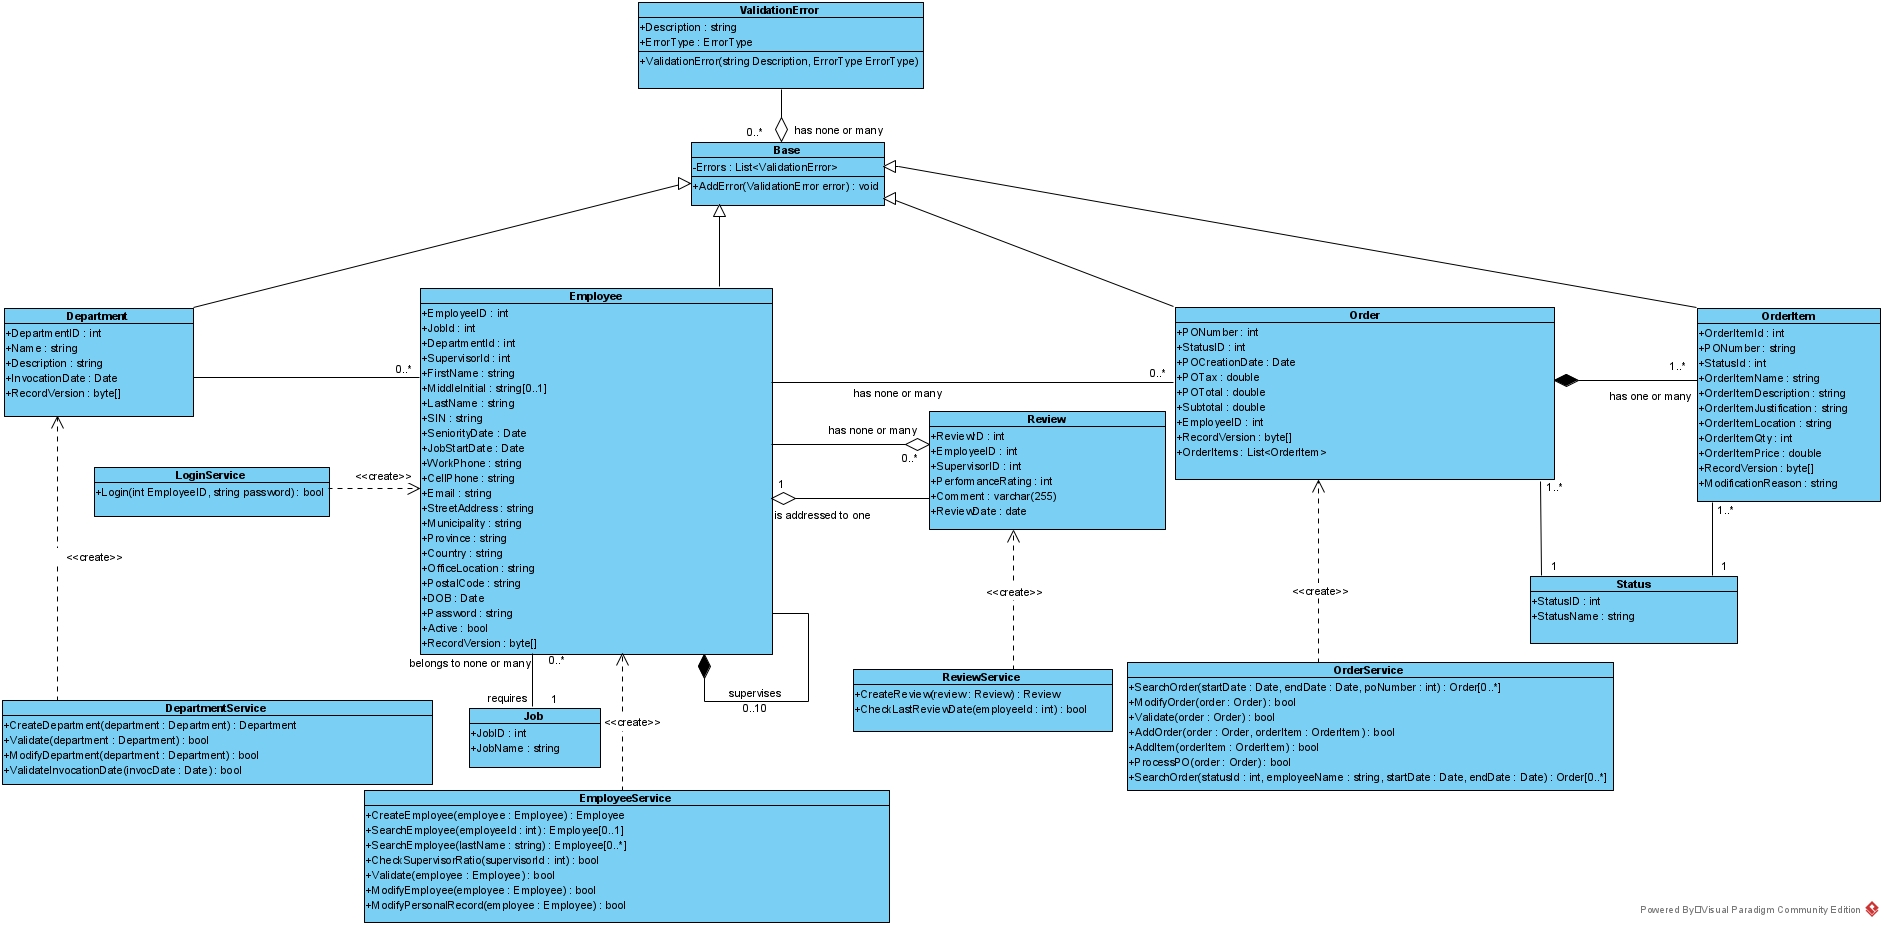 ValidationError
+Description : string
+ErrorType : ErrorType
+ValidationError(string Description, ErrorType ErrorType)
0..*
has none or many
Base
-Errors : List<ValidationError>
+AddError(ValidationError error) : void
Department
+DepartmentID : int
+Name : string
+Description : string
+InvocationDate : Date
+RecordVersion : byte[]
0..*
Employee
+EmployeeID : int
+JobId : int
+DepartmentId : int
+SupervisorId : int
+FirstName : string
+MiddleInitial : string[0..1]
+LastName : string
+SIN : string
+SeniorityDate : Date
+JobStartDate : Date
+WorkPhone : string
+CellPhone : string
+Email : string
+StreetAddress : string
+Municipality : string
+Province : string
+Country : string
+OfficeLocation : string
+PostalCode : string
+DOB : Date
+Password : string
+Active : bool
+RecordVersion : byte[]
0..*
has none or many
Order
+PONumber : int
+StatusID : int
+POCreationDate : Date
+POTax : double
+POTotal : double
+Subtotal : double
+EmployeeID : int
+RecordVersion : byte[]
+OrderItems : List<OrderItem>
1..*
has one or many
OrderItem
+OrderItemId : int
+PONumber : string
+StatusId : int
+OrderItemName : string
+OrderItemDescription : string
+OrderItemJustification : string
+OrderItemLocation : string
+OrderItemQty : int
+OrderItemPrice : double
+RecordVersion : byte[]
+ModificationReason : string
has none or many
0..*
1
is addressed to one
Review
+ReviewID : int
+EmployeeID : int
+SupervisorID : int
+PerformanceRating : int
+Comment : varchar(255)
+ReviewDate : date
LoginService
+Login(int EmployeeID, string password) : bool
<<create>>
<<create>>
<<create>>
<<create>>
1..*
1
1..*
1
Status
+StatusID : int
+StatusName : string
belongs to none or many
0..*
requires
1
Job
+JobID : int
+JobName : string
<<create>>
supervises
0..10
DepartmentService
+CreateDepartment(department : Department) : Department
+Validate(department : Department) : bool
+ModifyDepartment(department : Department) : bool
+ValidateInvocationDate(invocDate : Date) : bool
ReviewService
+CreateReview(review : Review) : Review
+CheckLastReviewDate(employeeId : int) : bool
OrderService
+SearchOrder(startDate : Date, endDate : Date, poNumber : int) : Order[0..*]
+ModifyOrder(order : Order) : bool
+Validate(order : Order) : bool
+AddOrder(order : Order, orderItem : OrderItem) : bool
+AddItem(orderItem : OrderItem) : bool
+ProcessPO(order : Order) : bool
+SearchOrder(statusId : int, employeeName : string, startDate : Date, endDate : Date) : Order[0..*]
EmployeeService
+CreateEmployee(employee : Employee) : Employee
+SearchEmployee(employeeId : int) : Employee[0..1]
+SearchEmployee(lastName : string) : Employee[0..*]
+CheckSupervisorRatio(supervisorId : int) : bool
+Validate(employee : Employee) : bool
+ModifyEmployee(employee : Employee) : bool
+ModifyPersonalRecord(employee : Employee) : bool
Powered By□Visual Paradigm Community Edition